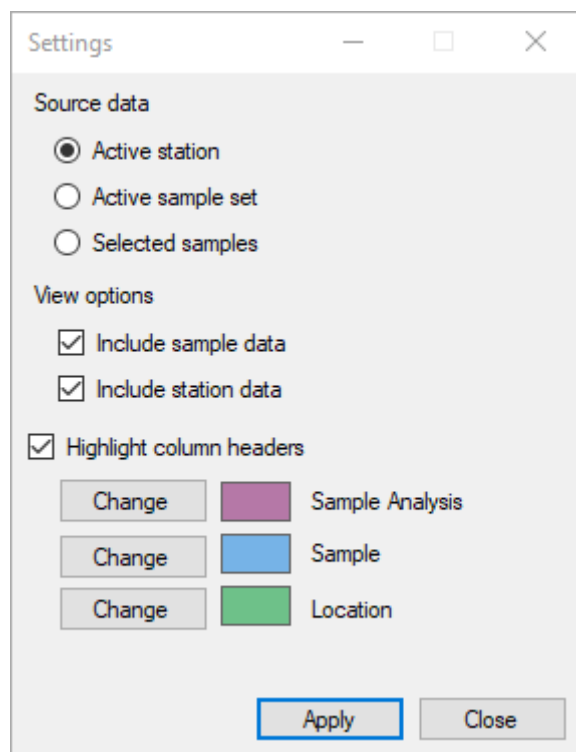 Settings
Source data
Active station
Active sample set
Selected samples
View options
Include sample data
Include station data
Highlight column headers
Change Sample Analysis
Change Sample
Change Location
Apply Close